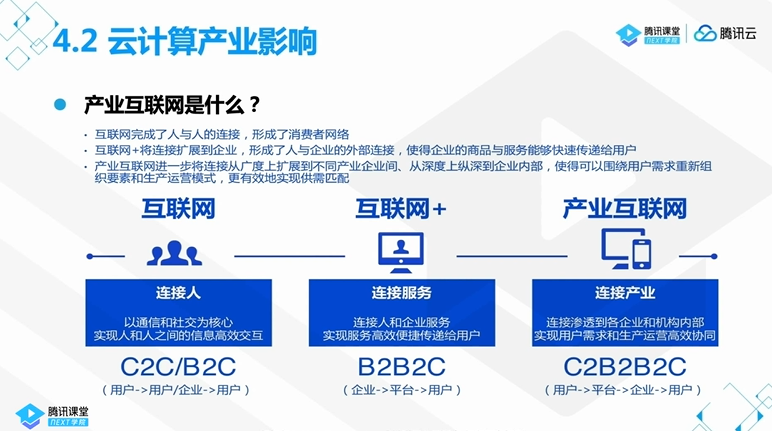 4.2 云计算产业影响
腾讯课堂
NEXT学院
腾讯云
产业互联网是什么？
互联网完成了人与人的连接，形成了消费者网络
互联网+将连接扩展到企业，形成了人与企业的外部连接，使得企业的商品与服务能够快速传递给用户
产业互联网进一步将连接从广度上扩展到不同产业企业间、从深度上纵深到企业内部，使得可以围绕用户需求重新组
织要素和生产运营模式，更有效地实现供需匹配
互联网
互联网+
产业互联网
连接人
连接服务
连接产业
以通信和社交为核心
实现人和人之间的信息高效交互
连接人和企业服务
实现服务高效便捷传递给用户
连接渗透到各企业和机构内部
实现用户需求和生产运营高效协同
C2C/B2C
B2B2C
C2B2B2C
（用户->用户/企业->用户）
（企业->平台->用户）
（用户->平台->企业->用户）
腾讯课堂
NEXT学院